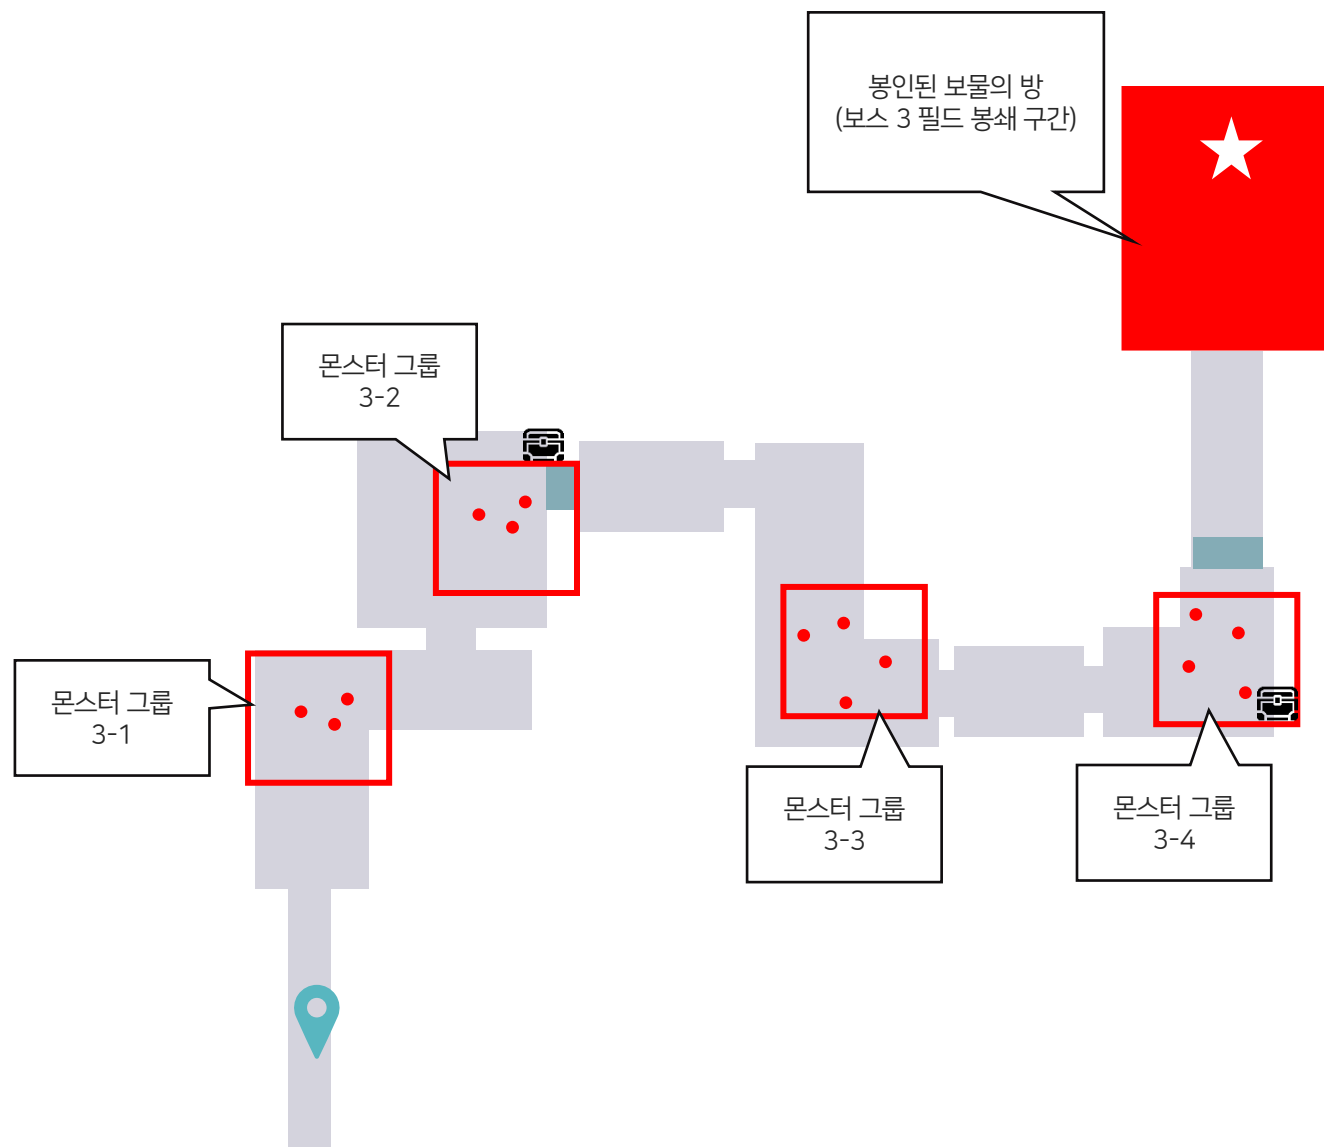 봉인된 보물의 방
(보스 3 필드 봉쇄 구간)
몬스터 그룹
3-2
몬스터 그룹
3-1
몬스터 그룹
3-3
몬스터 그룹
3-4